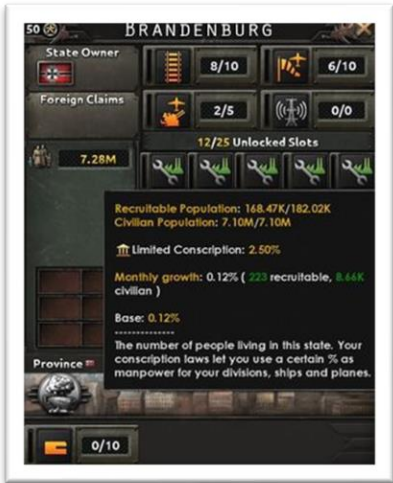 50
BRANDENBURG
State Owner
8/10
6/10
Foreign Claims
2/5
0/0
12/25 Unlocked Slots
7.28M
Recruitable Population: 168.47K/182.02K
Civilian Population: 7.10M/7.10M
Limited Conscription: 2.50%
Monthly growth: 0.12% ( 223 recruitable, 8.66K
civilian )
Base: 0.12%
--------------
The number of people living in this state. Your
conscription laws let you use a certain % as
manpower for your divisions, ships and planes.
Province
0/10